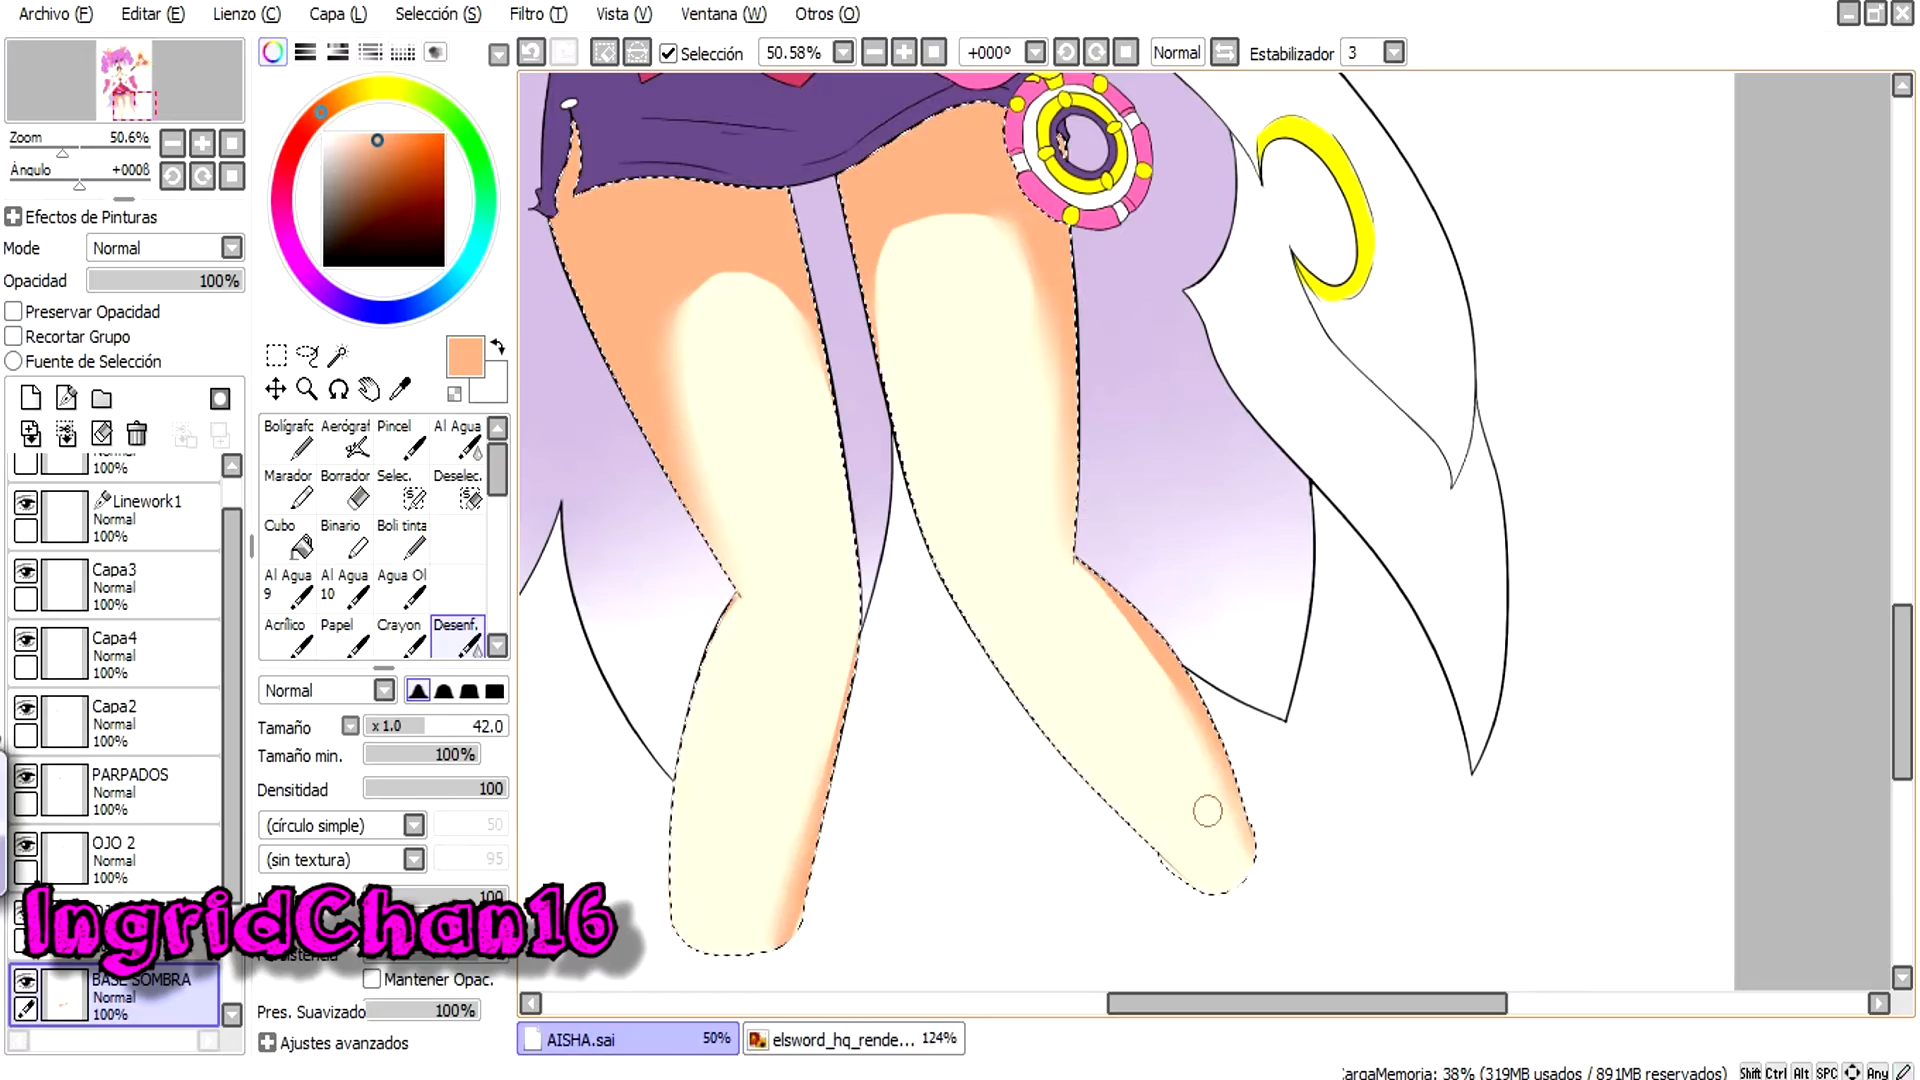 Archivo (F) Editar (E) Lienzo (C) Capa (L) Selección (S) Filtro (T) Vista (V) Ventana (W) Otros (O)
Selección 50.58% +000º Normal Estabilizador 3
Zoom 50.6%
Ángulo +000º
Efectos de Pinturas
Mode Normal
Opacidad 100%
Preservar Opacidad
Recortar Grupo
Fuente de Selección
100%
Linework1
Normal
100%
Capa3
Normal
100%
Capa4
Normal
100%
Capa2
Normal
100%
PARPADOS
Normal
100%
OJO 2
Normal
100%
BASE SOMBRA
Normal
100%
Bolígrafo Aerógraf Pincel Al Agua
Marador Borrador Selec. Deselec.
Cubo Binario Boli tinta
Al Agua 9 Al Agua 10 Agua Ol
Acrílico Papel Crayon Desenf.
Normal
Tamaño x 1.0 42.0
Tamaño min. 100%
Densitidad 100
(círculo simple) 50
(sin textura) 95
100
Mantener Opac.
Pres. Suavizado 100%
Ajustes avanzados
IngridChan16
AISHA.sai 50% elsword_hq_rende... 124%
CargaMemoria: 38% (319MB usados / 891MB reservados) Shift Ctrl Alt SPC Any